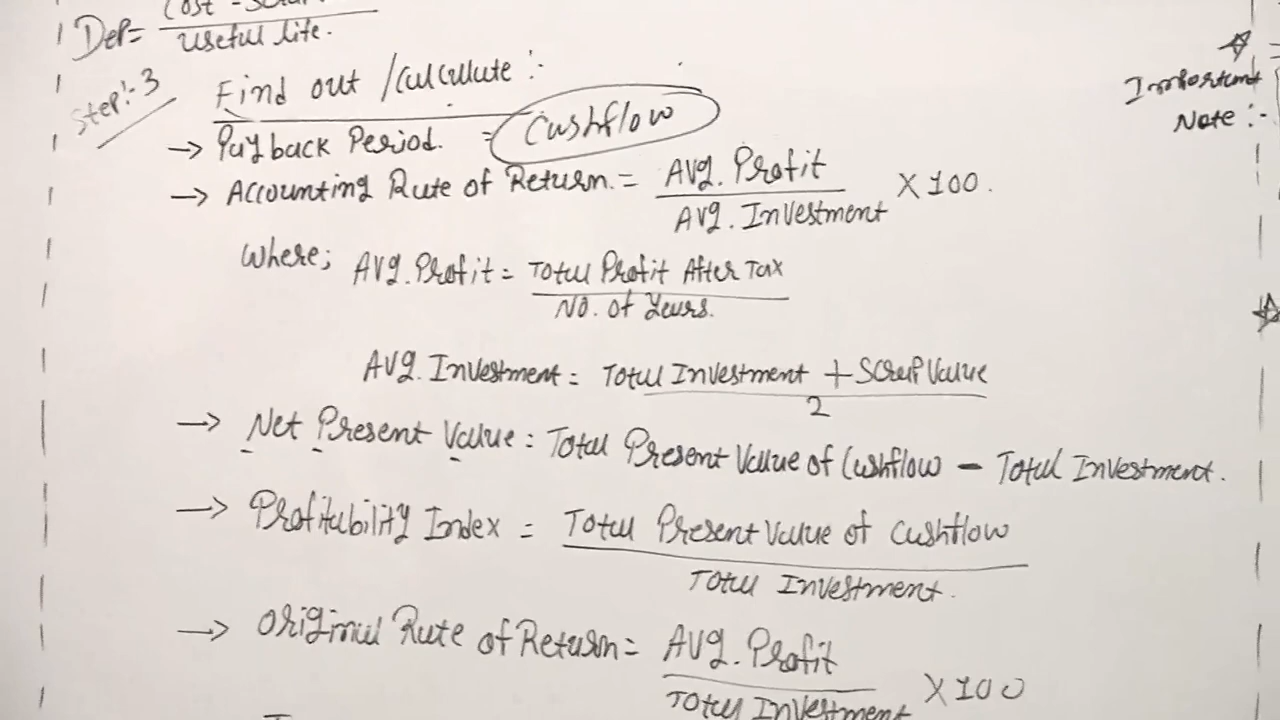 Dep= Cost - Scrap
Useful life.
Step:-3
Find out / Calculate :-
→ Payback Period. = Cashflow
→ Accounting Rate of Return = Avg. Profit
Avg. Investment × 100.
Where; Avg. Profit = Total Profit After Tax
No. of Years.
Avg. Investment = Total Investment + Scrap Value
2
→ Net Present Value = Total Present Value of Cashflow - Total Investment.
→ Profitability Index = Total Present Value of Cashflow
Total Investment.
→ Original Rate of Return = Avg. Profit
Total Investment × 100
Important
Note :-